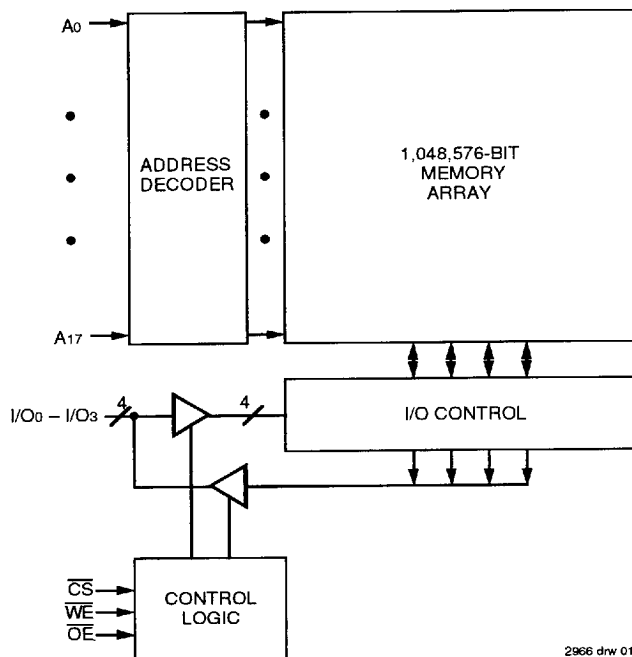 A0
ADDRESS
DECODER
1,048,576-BIT
MEMORY
ARRAY
A17
I/O0 – I/O3
4
4
I/O CONTROL
CS
WE
OE
CONTROL
LOGIC
2966 drw 01